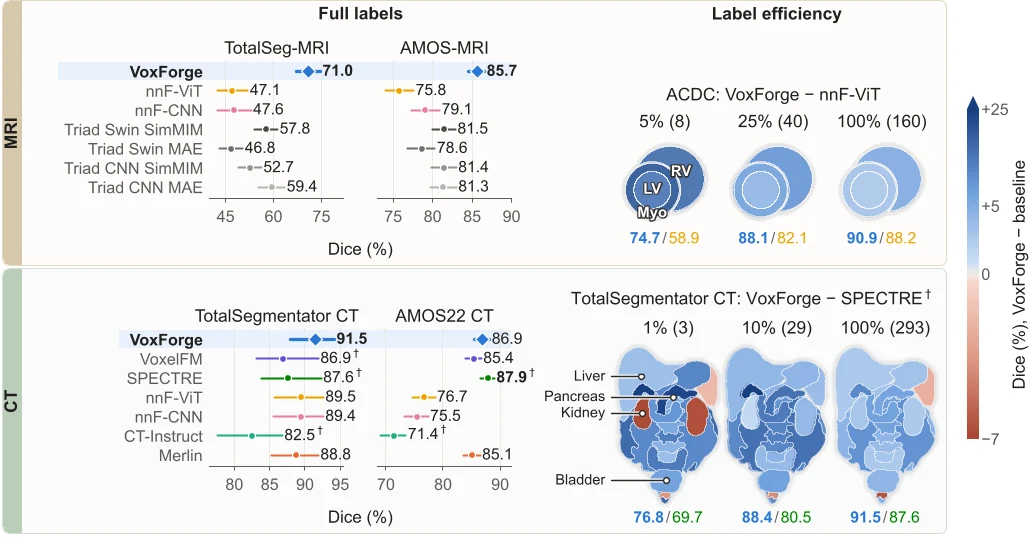 Full labels
Label efficiency
MRI
TotalSeg-MRI
AMOS-MRI
VoxForge 71.0 85.7
nnF-ViT 47.1 75.8
nnF-CNN 47.6 79.1
Triad Swin SimMIM 57.8 81.5
Triad Swin MAE 46.8 78.6
Triad CNN SimMIM 52.7 81.4
Triad CNN MAE 59.4 81.3
45 60 75
75 80 85 90
Dice (%)
ACDC: VoxForge − nnF-ViT
5% (8) 25% (40) 100% (160)
RV
LV
Myo
74.7/58.9 88.1/82.1 90.9/88.2
CT
TotalSegmentator CT
AMOS22 CT
VoxForge 91.5 86.9
VoxelFM 86.9† 85.4
SPECTRE 87.6† 87.9†
nnF-ViT 89.5 76.7
nnF-CNN 89.4 75.5
CT-Instruct 82.5† 71.4†
Merlin 88.8 85.1
80 85 90 95
70 80 90
Dice (%)
TotalSegmentator CT: VoxForge − SPECTRE†
1% (3) 10% (29) 100% (293)
Liver
Pancreas
Kidney
Bladder
76.8/69.7 88.4/80.5 91.5/87.6
+25
+5
0
−7
Dice (%), VoxForge − baseline